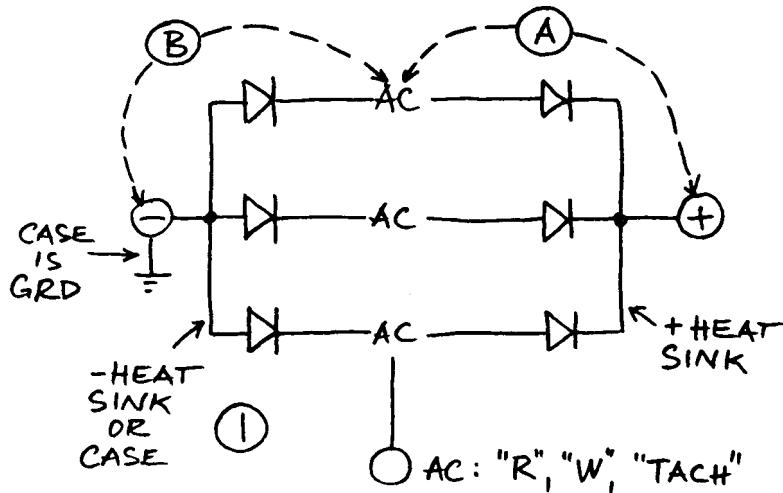 B
A
AC
-
AC
+
CASE
IS
GRD
AC
+ HEAT
SINK
-HEAT
SINK
OR
CASE
1
AC: "R", "W", "TACH"